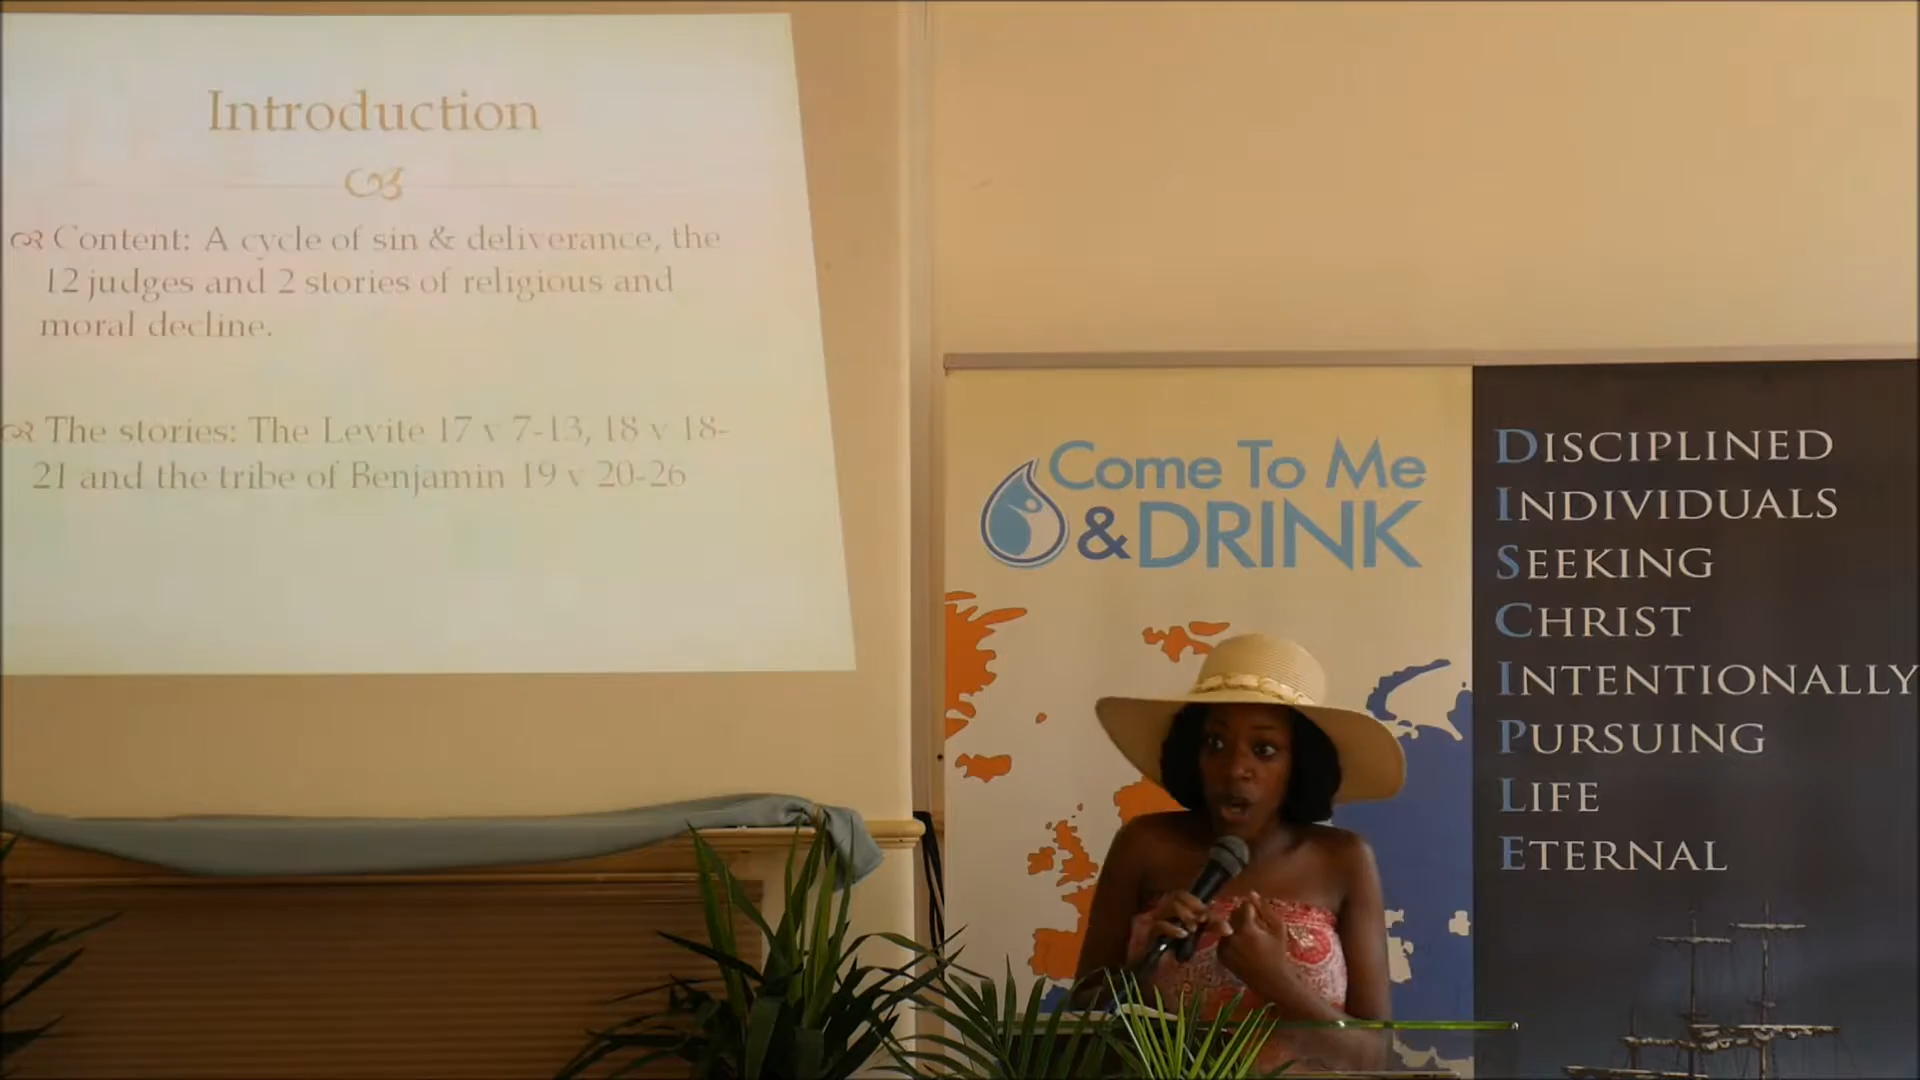 Introduction
Content: A cycle of sin & deliverance, the
12 judges and 2 stories of religious and
moral decline.
The stories: The Levite 17 v 7-13, 18 v 18-
21 and the tribe of Benjamin 19 v 20-26
Come To Me
& DRINK
DISCIPLINED
INDIVIDUALS
SEEKING
CHRIST
INTENTIONALLY
PURSUING
LIFE
ETERNAL